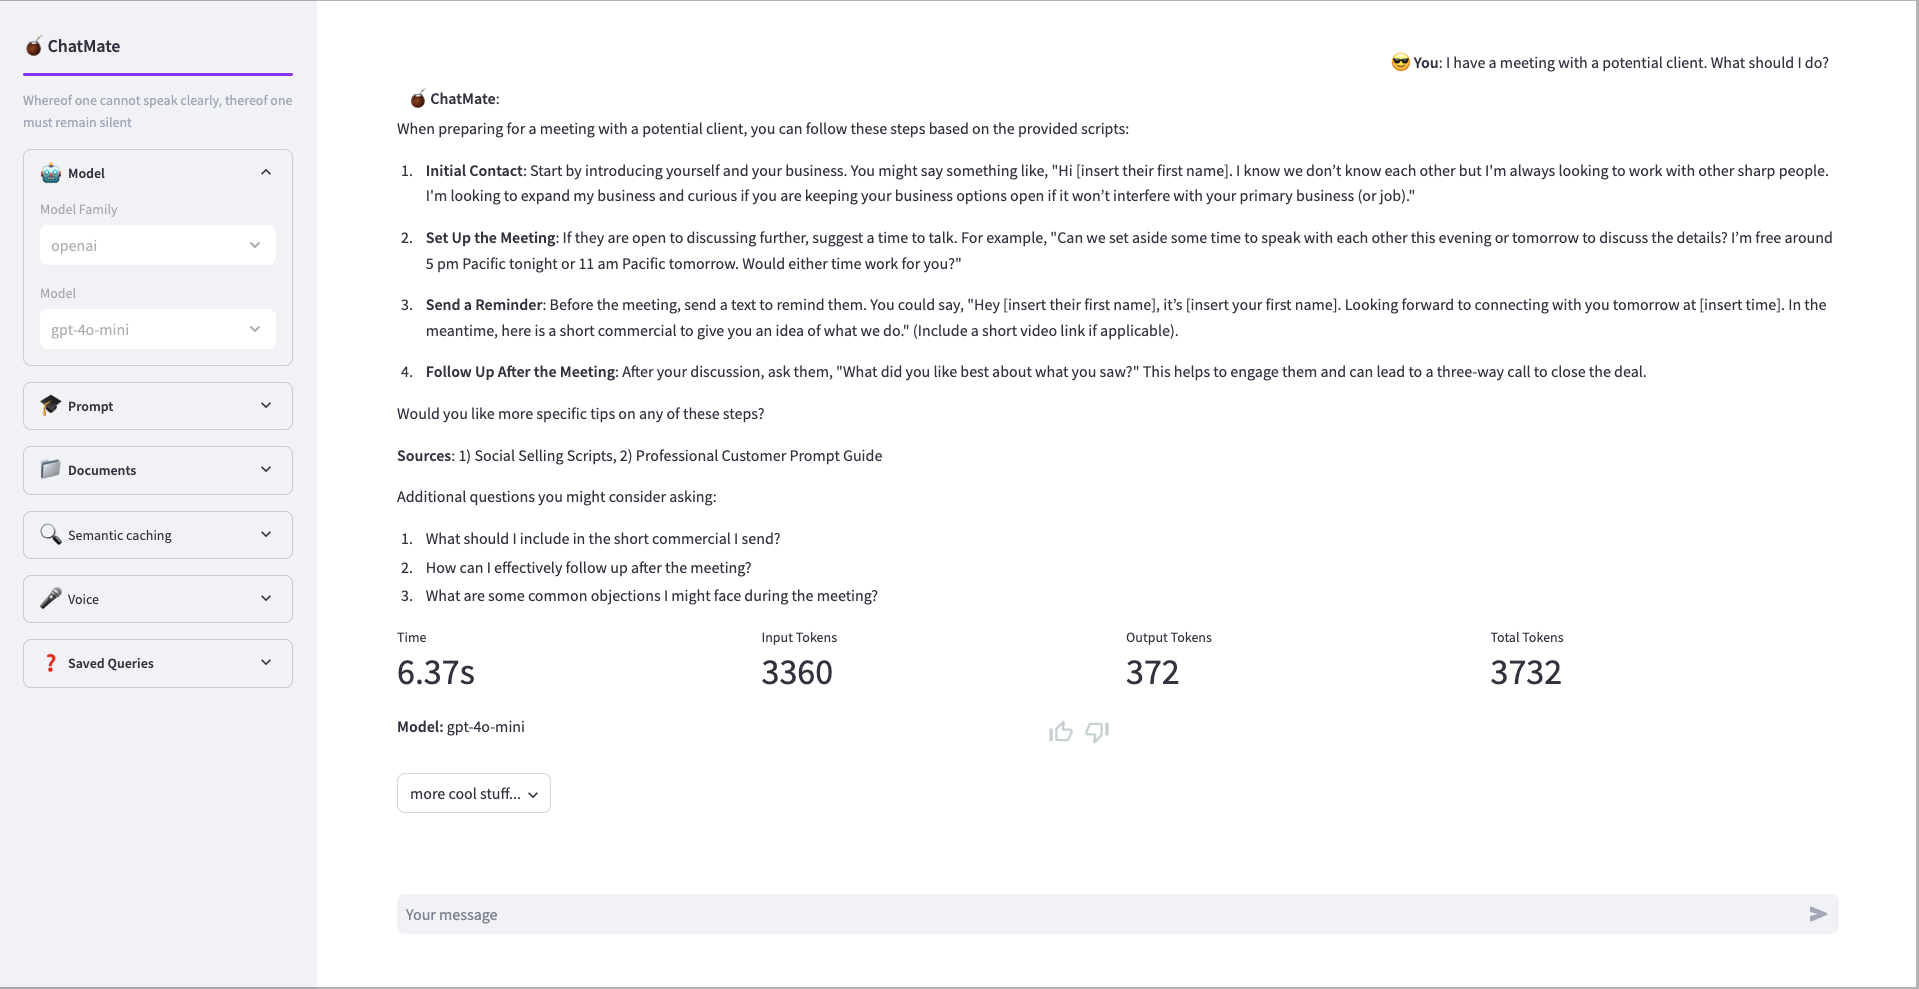 ChatMate
Whereof one cannot speak clearly, thereof one
must remain silent
Model
Model Family
openai
Model
gpt-4o-mini
Prompt
Documents
Semantic caching
Voice
Saved Queries
You: I have a meeting with a potential client. What should I do?
ChatMate:
When preparing for a meeting with a potential client, you can follow these steps based on the provided scripts:
1. Initial Contact: Start by introducing yourself and your business. You might say something like, "Hi [insert their first name]. I know we don’t know each other but I'm always looking to work with other sharp people.
I'm looking to expand my business and curious if you are keeping your business options open if it won’t interfere with your primary business (or job)."
2. Set Up the Meeting: If they are open to discussing further, suggest a time to talk. For example, "Can we set aside some time to speak with each other this evening or tomorrow to discuss the details? I’m free around
5 pm Pacific tonight or 11 am Pacific tomorrow. Would either time work for you?"
3. Send a Reminder: Before the meeting, send a text to remind them. You could say, "Hey [insert their first name], it’s [insert your first name]. Looking forward to connecting with you tomorrow at [insert time]. In the
meantime, here is a short commercial to give you an idea of what we do." (Include a short video link if applicable).
4. Follow Up After the Meeting: After your discussion, ask them, "What did you like best about what you saw?" This helps to engage them and can lead to a three-way call to close the deal.
Would you like more specific tips on any of these steps?
Sources: 1) Social Selling Scripts, 2) Professional Customer Prompt Guide
Additional questions you might consider asking:
1. What should I include in the short commercial I send?
2. How can I effectively follow up after the meeting?
3. What are some common objections I might face during the meeting?
Time Input Tokens Output Tokens Total Tokens
6.37s 3360 372 3732
Model: gpt-4o-mini
more cool stuff...
Your message